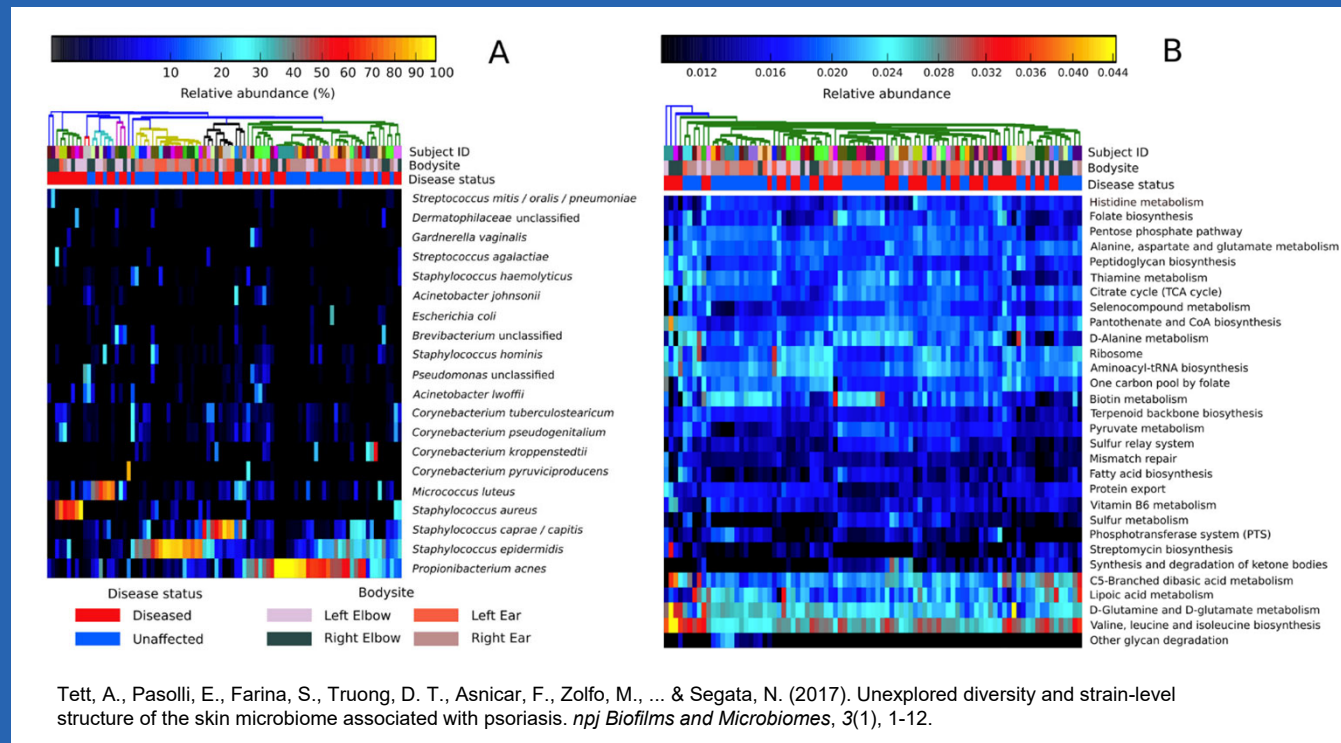 A
10 20 30 40 50 60 70 80 90 100
Relative abundance (%)
Subject ID
Bodysite
Disease status
Streptococcus mitis / oralis / pneumoniae
Dermatophilaceae unclassified
Gardnerella vaginalis
Streptococcus agalactiae
Staphylococcus haemolyticus
Acinetobacter johnsonii
Escherichia coli
Brevibacterium unclassified
Staphylococcus hominis
Pseudomonas unclassified
Acinetobacter lwoffii
Corynebacterium tuberculostearicum
Corynebacterium pseudogenitalium
Corynebacterium kroppenstedtii
Corynebacterium pyruviciproducens
Micrococcus luteus
Staphylococcus aureus
Staphylococcus caprae / capitis
Staphylococcus epidermidis
Propionibacterium acnes
Disease status Bodysite
Diseased Left Elbow Left Ear
Unaffected Right Elbow Right Ear
B
0.012 0.016 0.020 0.024 0.028 0.032 0.036 0.040 0.044
Relative abundance
Subject ID
Bodysite
Disease status
Histidine metabolism
Folate biosynthesis
Pentose phosphate pathway
Alanine, aspartate and glutamate metabolism
Peptidoglycan biosynthesis
Thiamine metabolism
Citrate cycle (TCA cycle)
Selenocompound metabolism
Pantothenate and CoA biosynthesis
D-Alanine metabolism
Ribosome
Aminoacyl-tRNA biosynthesis
One carbon pool by folate
Biotin metabolism
Terpenoid backbone biosythesis
Pyruvate metabolism
Sulfur relay system
Mismatch repair
Fatty acid biosynthesis
Protein export
Vitamin B6 metabolism
Sulfur metabolism
Phosphotransferase system (PTS)
Streptomycin biosynthesis
Synthesis and degradation of ketone bodies
C5-Branched dibasic acid metabolism
Lipoic acid metabolism
D-Glutamine and D-glutamate metabolism
Valine, leucine and isoleucine biosynthesis
Other glycan degradation
Tett, A., Pasolli, E., Farina, S., Truong, D. T., Asnicar, F., Zolfo, M., ... & Segata, N. (2017). Unexplored diversity and strain-level
structure of the skin microbiome associated with psoriasis. npj Biofilms and Microbiomes, 3(1), 1-12.